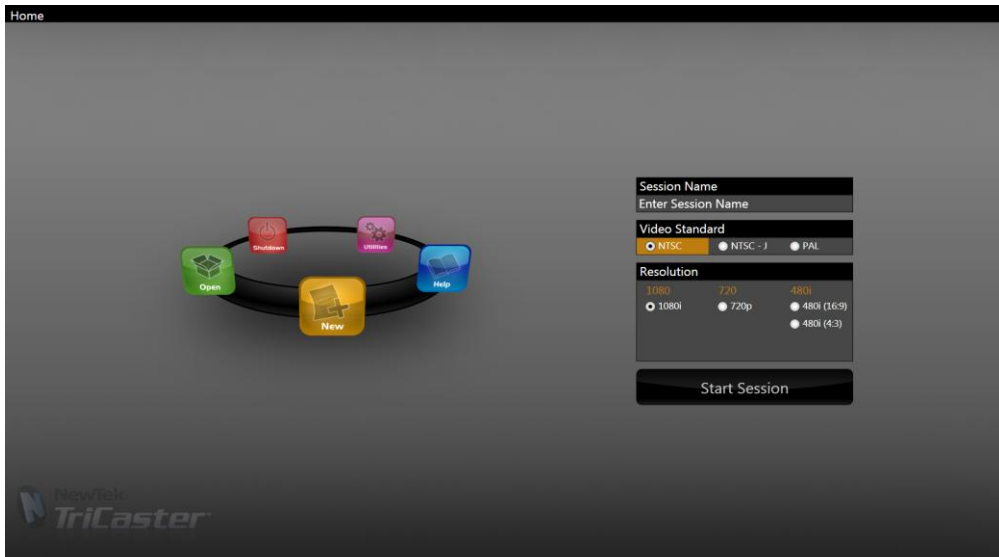 Home
Shutdown
Utilities
Open
Help
New
Session Name
Enter Session Name
Video Standard
NTSC NTSC - J PAL
Resolution
1080 720 480i
1080i 720p 480i (16:9)
480i (4:3)
Start Session
N NewTek
TriCaster